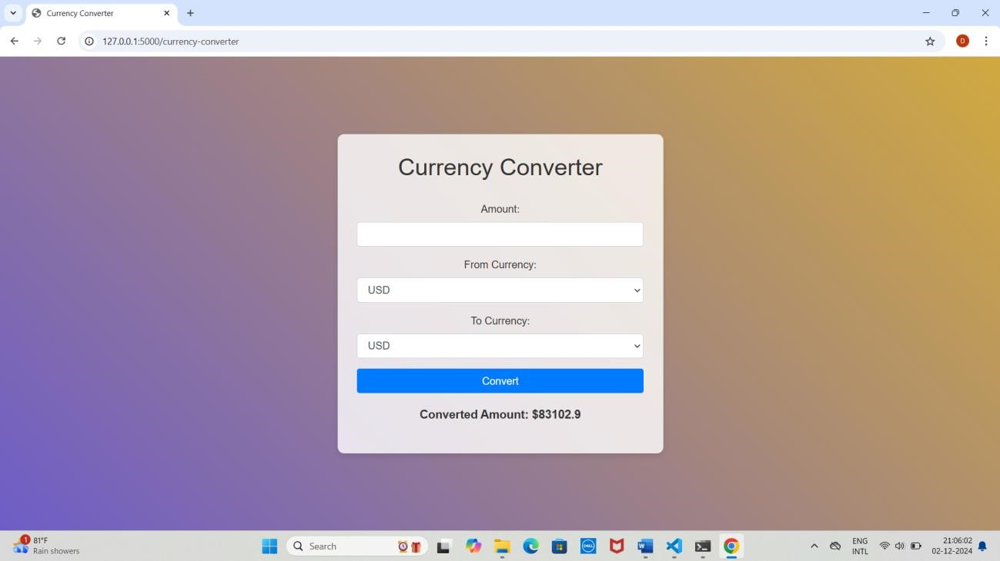 Currency Converter
127.0.0.1:5000/currency-converter
D
Currency Converter
Amount:
From Currency:
USD
To Currency:
USD
Convert
Converted Amount: $83102.9
1
81°F
Rain showers
Search
DELL
W
ENG
INTL
21:06:02
02-12-2024